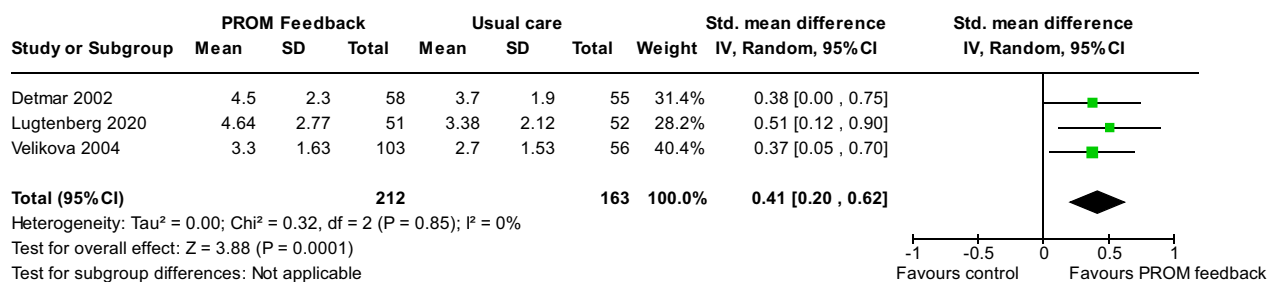 PROM Feedback Usual care Std. mean difference Std. mean difference
Study or Subgroup Mean SD Total Mean SD Total Weight IV, Random, 95%CI IV, Random, 95%CI
Detmar 2002 4.5 2.3 58 3.7 1.9 55 31.4% 0.38 [0.00 , 0.75]
Lugtenberg 2020 4.64 2.77 51 3.38 2.12 52 28.2% 0.51 [0.12 , 0.90]
Velikova 2004 3.3 1.63 103 2.7 1.53 56 40.4% 0.37 [0.05 , 0.70]
Total (95%CI) 212 163 100.0% 0.41 [0.20 , 0.62]
Heterogeneity: Tau² = 0.00; Chi² = 0.32, df = 2 (P = 0.85); I² = 0%
Test for overall effect: Z = 3.88 (P = 0.0001)
Test for subgroup differences: Not applicable
-1 -0.5 0 0.5 1
Favours control Favours PROM feedback